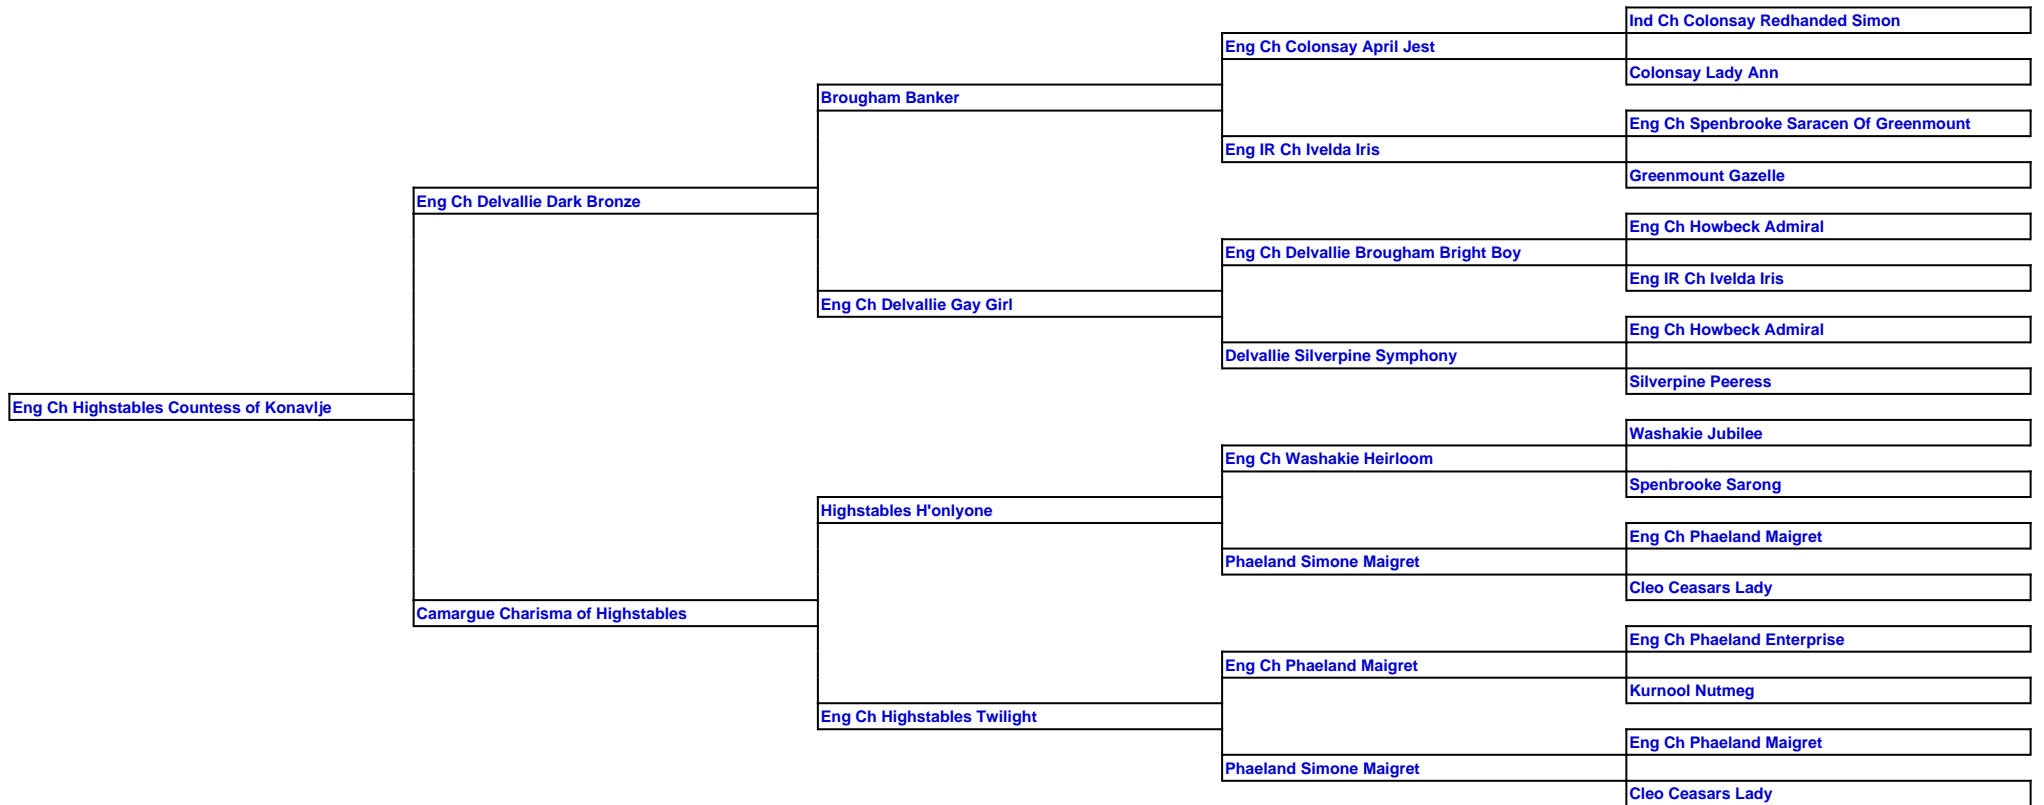 Ind Ch Colonsay Redhanded Simon
Eng Ch Colonsay April Jest
Colonsay Lady Ann
Brougham Banker
Eng Ch Spenbrooke Saracen Of Greenmount
Eng IR Ch Ivelda Iris
Greenmount Gazelle
Eng Ch Delvallie Dark Bronze
Eng Ch Howbeck Admiral
Eng Ch Delvallie Brougham Bright Boy
Eng IR Ch Ivelda Iris
Eng Ch Delvallie Gay Girl
Eng Ch Howbeck Admiral
Delvallie Silverpine Symphony
Silverpine Peeress
Eng Ch Highstables Countess of Konavlje
Washakie Jubilee
Eng Ch Washakie Heirloom
Spenbrooke Sarong
Highstables H'onlyone
Eng Ch Phaeland Maigret
Phaeland Simone Maigret
Cleo Ceasars Lady
Camargue Charisma of Highstables
Eng Ch Phaeland Enterprise
Eng Ch Phaeland Maigret
Kurnool Nutmeg
Eng Ch Highstables Twilight
Eng Ch Phaeland Maigret
Phaeland Simone Maigret
Cleo Ceasars Lady